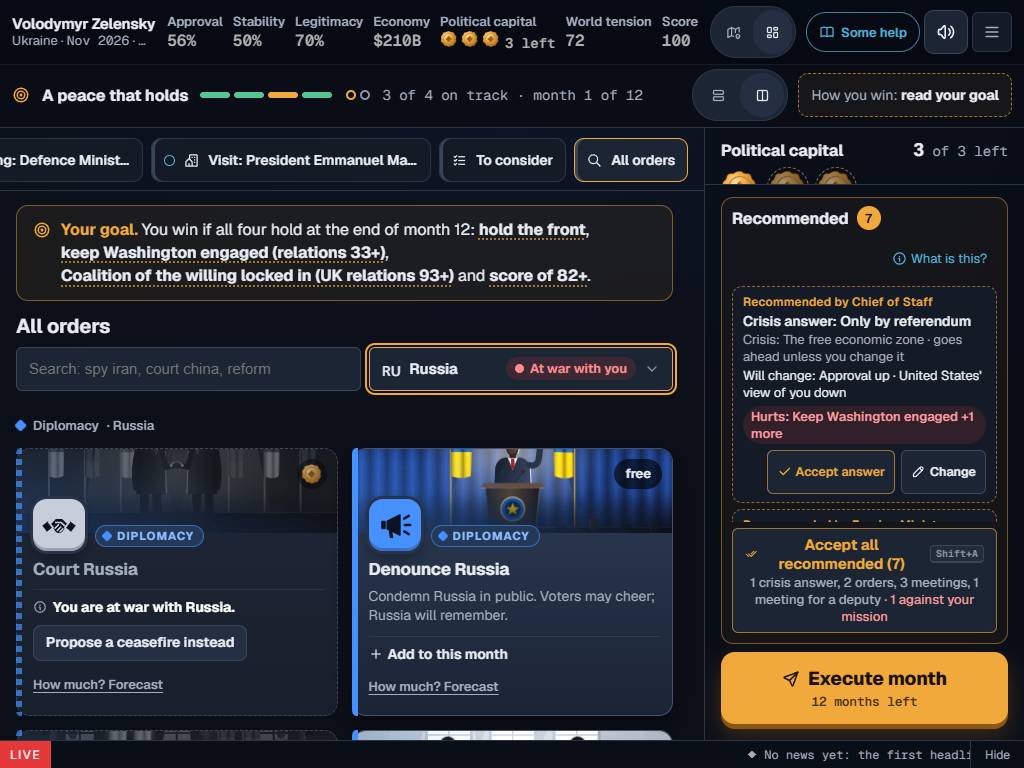 Volodymyr Zelensky
Ukraine · Nov 2026 · …
Approval
56%
Stability
50%
Legitimacy
70%
Economy
$210B
Political capital
3 left
World tension
72
Score
100
Some help
A peace that holds
3 of 4 on track · month 1 of 12
How you win: read your goal
ng: Defence Minist…
Visit: President Emmanuel Ma…
To consider
All orders
Your goal. You win if all four hold at the end of month 12: hold the front,
keep Washington engaged (relations 33+),
Coalition of the willing locked in (UK relations 93+) and score of 82+.
All orders
Search: spy iran, court china, reform
RU Russia
At war with you
Diplomacy · Russia
DIPLOMACY
Court Russia
You are at war with Russia.
Propose a ceasefire instead
How much? Forecast
free
DIPLOMACY
Denounce Russia
Condemn Russia in public. Voters may cheer;
Russia will remember.
Add to this month
How much? Forecast
Political capital
3 of 3 left
Recommended 7
What is this?
Recommended by Chief of Staff
Crisis answer: Only by referendum
Crisis: The free economic zone · goes
ahead unless you change it
Will change: Approval up · United States'
view of you down
Hurts: Keep Washington engaged +1
more
Accept answer
Change
Accept all
recommended (7)
Shift+A
1 crisis answer, 2 orders, 3 meetings, 1
meeting for a deputy · 1 against your
mission
Execute month
12 months left
LIVE
No news yet: the first headli
Hide